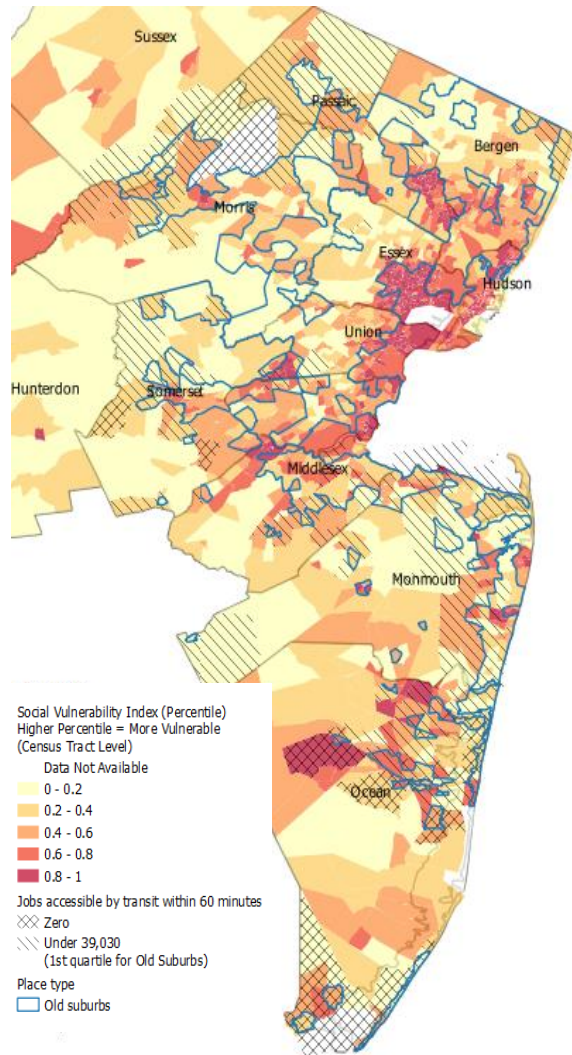 Sussex
Passaic
Bergen
Morris
Essex
Hudson
Union
Hunterdon
Somerset
Middlesex
Monmouth
Ocean
Social Vulnerability Index (Percentile)
Higher Percentile = More Vulnerable
(Census Tract Level)
Data Not Available
0 - 0.2
0.2 - 0.4
0.4 - 0.6
0.6 - 0.8
0.8 - 1
Jobs accessible by transit within 60 minutes
Zero
Under 39,030
(1st quartile for Old Suburbs)
Place type
Old suburbs